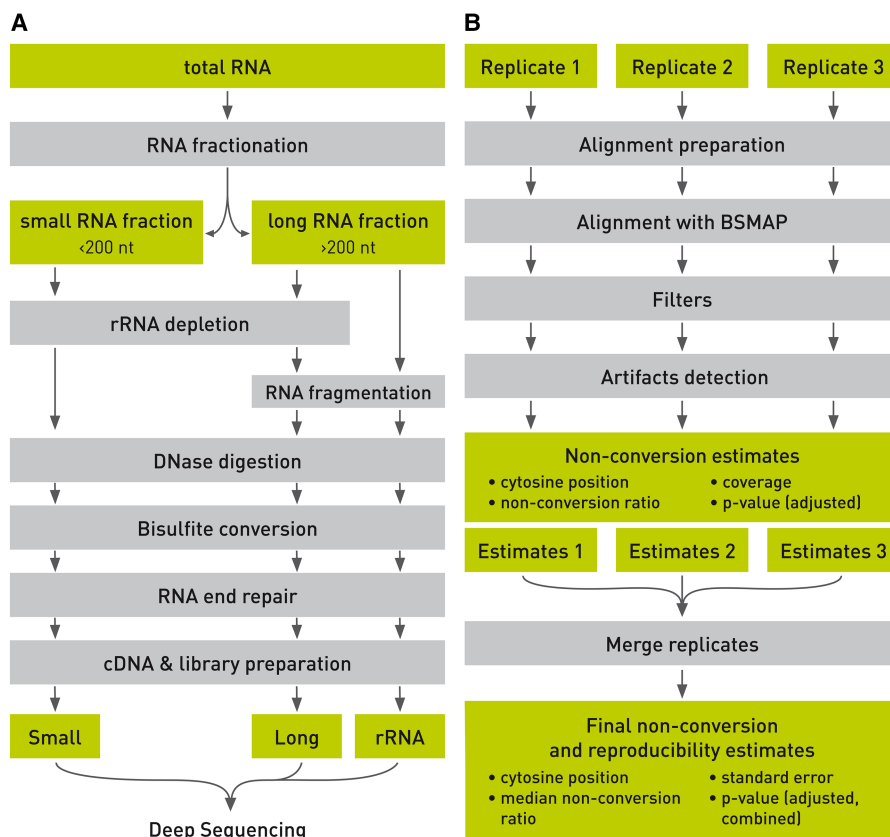 A
total RNA
RNA fractionation
small RNA fraction
<200 nt
long RNA fraction
>200 nt
rRNA depletion
RNA fragmentation
DNase digestion
Bisulfite conversion
RNA end repair
cDNA & library preparation
Small
Long
rRNA
Deep Sequencing
B
Replicate 1
Replicate 2
Replicate 3
Alignment preparation
Alignment with BSMAP
Filters
Artifacts detection
Non-conversion estimates
• cytosine position
• non-conversion ratio
• coverage
• p-value (adjusted)
Estimates 1
Estimates 2
Estimates 3
Merge replicates
Final non-conversion
and reproducibility estimates
• cytosine position
• median non-conversion
ratio
• standard error
• p-value (adjusted,
combined)